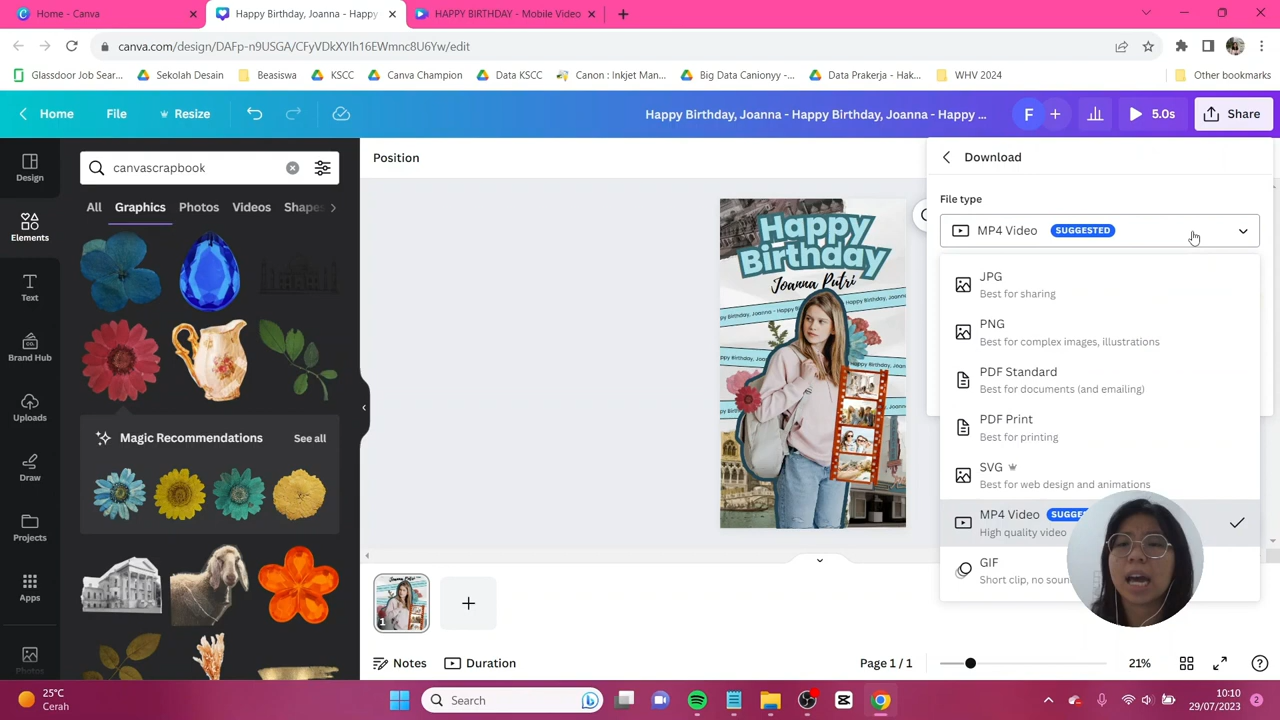 Home - Canva
Happy Birthday, Joanna - Happy
HAPPY BIRTHDAY - Mobile Video
canva.com/design/DAFp-n9USGA/CFyVDkXYIh16EWmnc8U6Yw/edit
Glassdoor Job Sear...
Sekolah Desain
Beasiswa
KSCC
Canva Champion
Data KSCC
Canon : Inkjet Man...
Big Data Canionyy -...
Data Prakerja - Hak...
WHV 2024
Other bookmarks
Home
File
Resize
Happy Birthday, Joanna - Happy Birthday, Joanna - Happy ...
F
5.0s
Share
Design
Elements
Text
Brand Hub
Uploads
Draw
Projects
Apps
Photos
canvascrapbook
All
Graphics
Photos
Videos
Shapes
Magic Recommendations
See all
Position
Happy
Birthday
Joanna Putri
Happy Birthday, Joanna
Download
File type
MP4 Video
SUGGESTED
JPG
Best for sharing
PNG
Best for complex images, illustrations
PDF Standard
Best for documents (and emailing)
PDF Print
Best for printing
SVG
Best for web design and animations
MP4 Video
High quality video
GIF
Short clip, no
1
Notes
Duration
Page 1 / 1
21%
25°C
Cerah
Search
10:10
29/07/2023
2